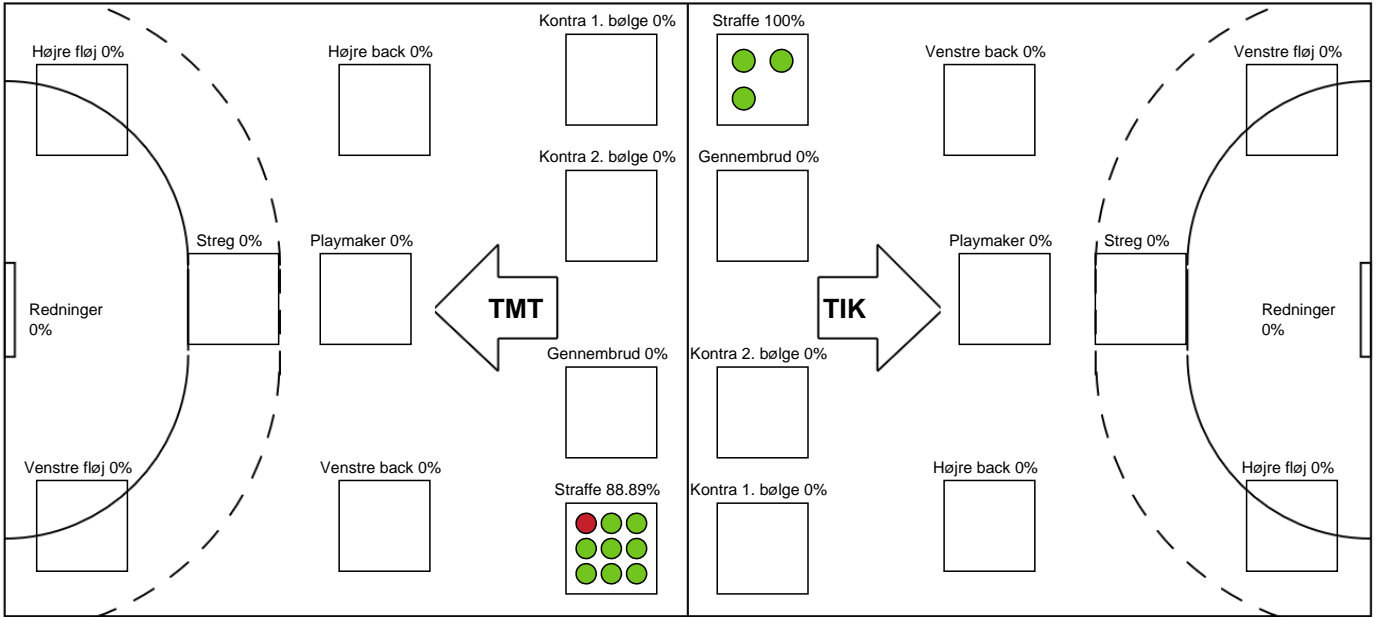 Kontra 1. bølge 0%
Straffe 100%
Højre fløj 0%
Højre back 0%
Venstre back 0%
Venstre fløj 0%
Kontra 2. bølge 0%
Gennembrud 0%
Streg 0%
Playmaker 0%
Playmaker 0%
Streg 0%
Redninger
0%
TMT
TIK
Redninger
0%
Gennembrud 0%
Kontra 2. bølge 0%
Venstre fløj 0%
Venstre back 0%
Højre back 0%
Højre fløj 0%
Straffe 88.89%
Kontra 1. bølge 0%